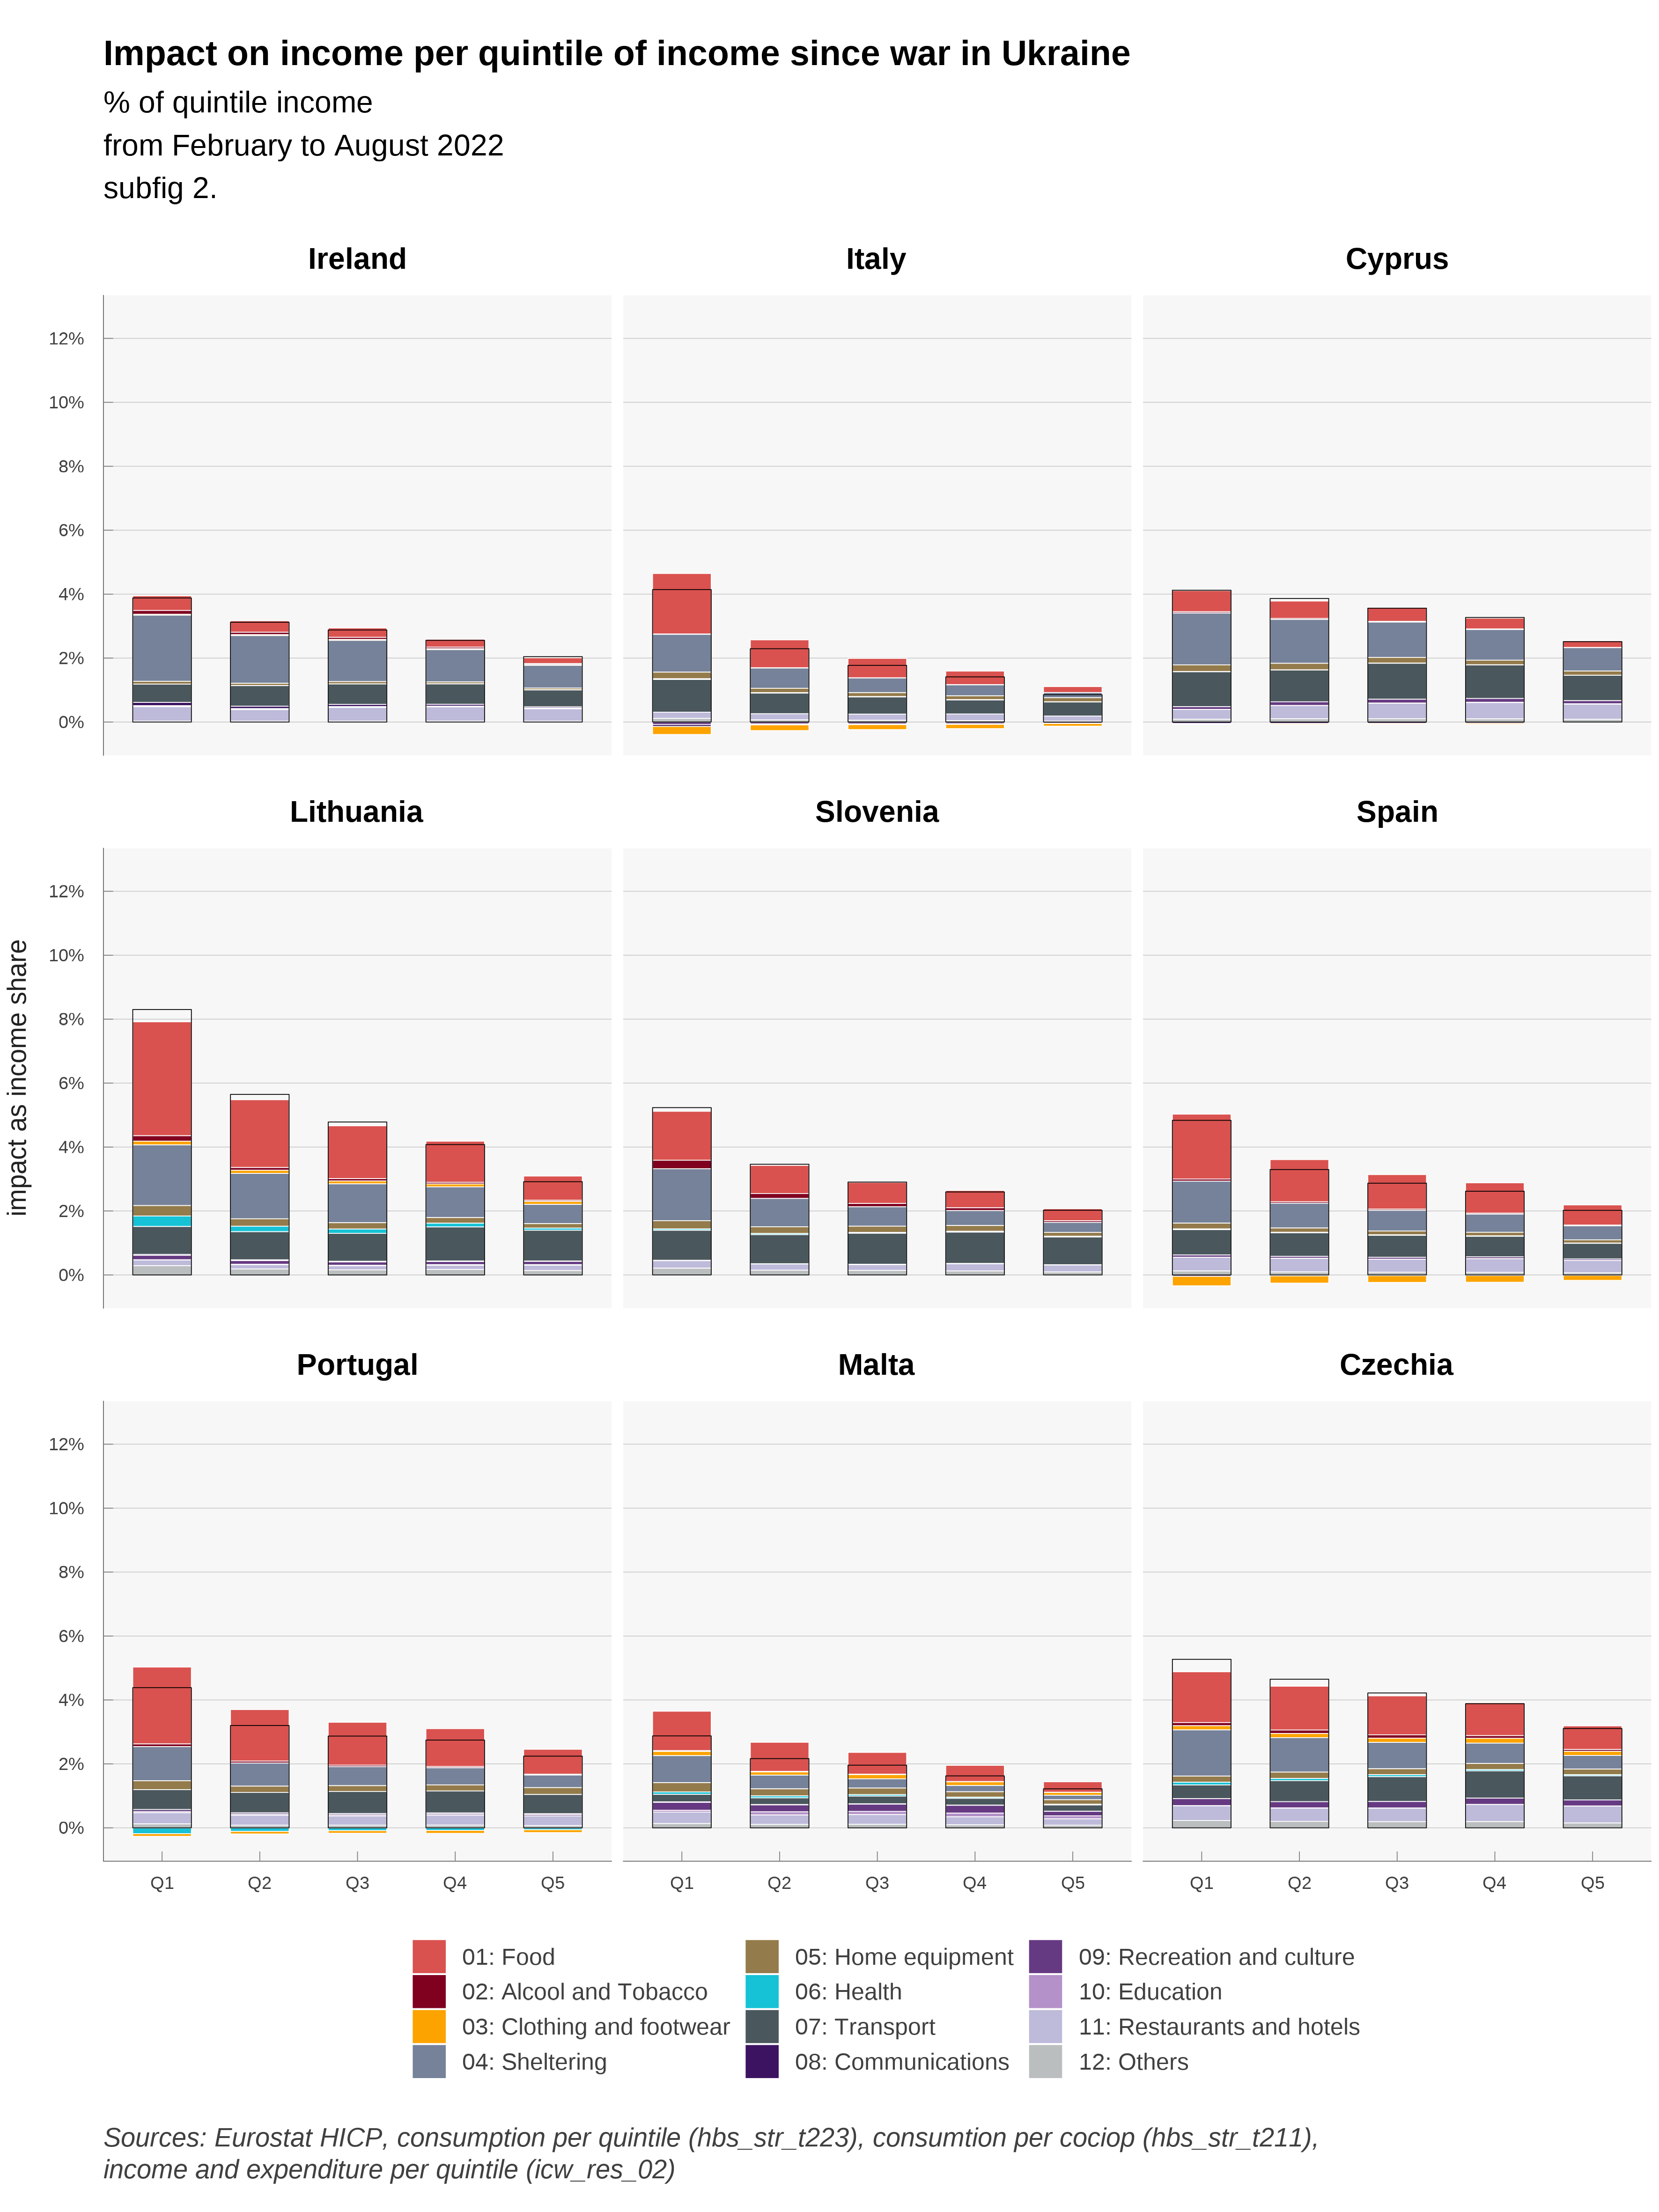 Impact on income per quintile of income since war in Ukraine
% of quintile income
from February to August 2022
subfig 2.
Ireland
Italy
Cyprus
12%
10%
8%
6%
4%
2%
0%
Lithuania
Slovenia
Spain
12%
10%
8%
6%
4%
2%
0%
impact as income share
Portugal
Malta
Czechia
12%
10%
8%
6%
4%
2%
0%
Q1 Q2 Q3 Q4 Q5
Q1 Q2 Q3 Q4 Q5
Q1 Q2 Q3 Q4 Q5
01: Food
02: Alcool and Tobacco
03: Clothing and footwear
04: Sheltering
05: Home equipment
06: Health
07: Transport
08: Communications
09: Recreation and culture
10: Education
11: Restaurants and hotels
12: Others
Sources: Eurostat HICP, consumption per quintile (hbs_str_t223), consumtion per cociop (hbs_str_t211),
income and expenditure per quintile (icw_res_02)